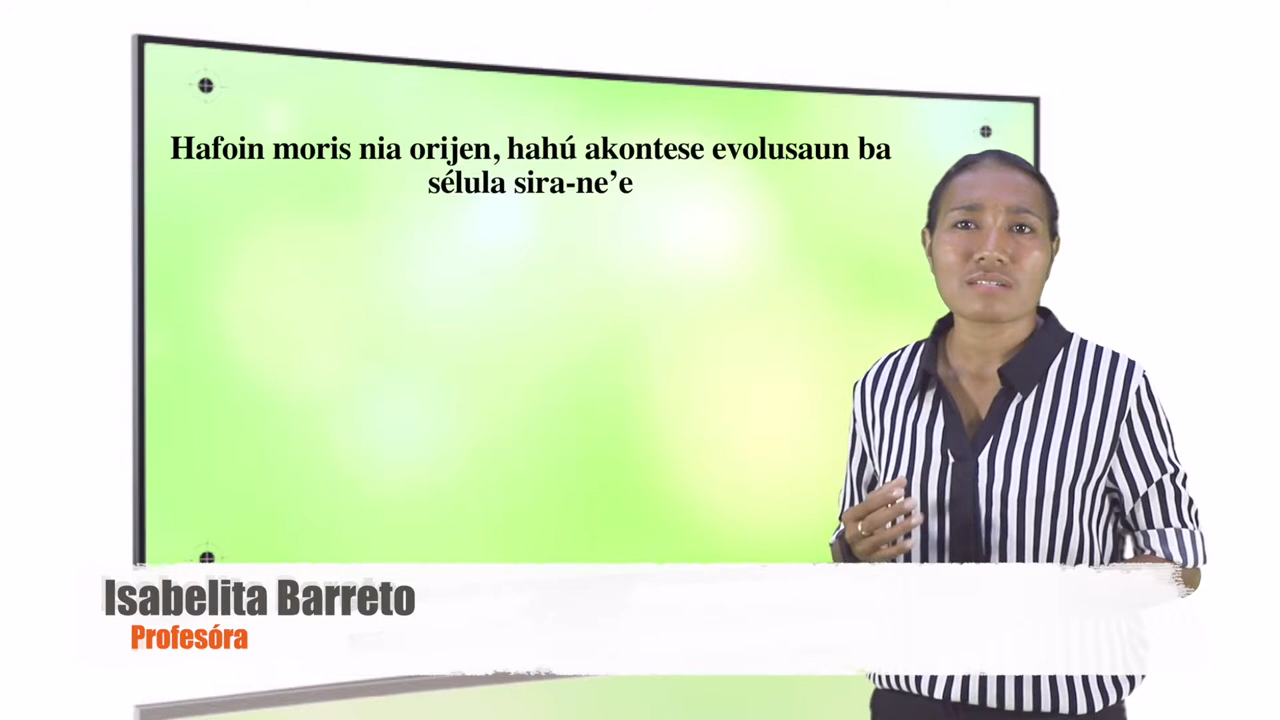 Hafoin moris nia orijen, hahú akontese evolusaun ba
sélula sira-ne’e
Isabelita Barreto
Profesóra